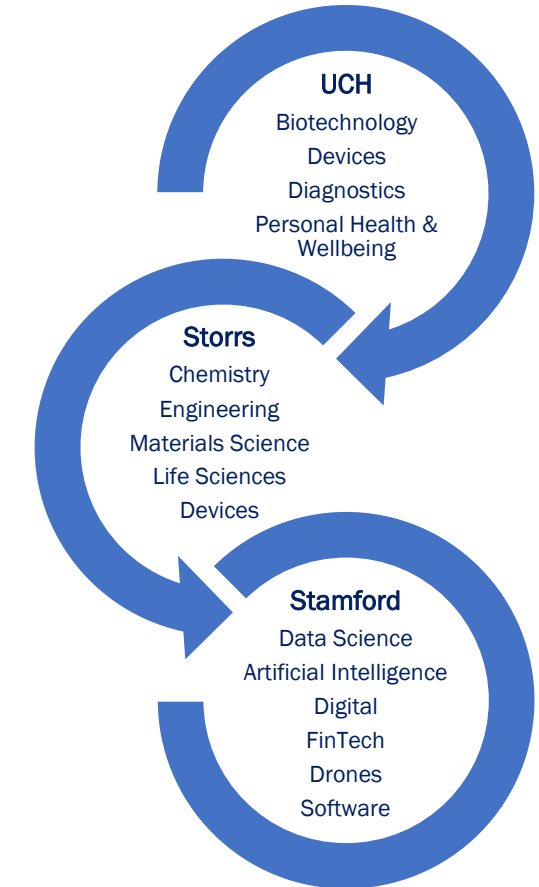 UCH
Biotechnology
Devices
Diagnostics
Personal Health &
Wellbeing
Storrs
Chemistry
Engineering
Materials Science
Life Sciences
Devices
Stamford
Data Science
Artificial Intelligence
Digital
FinTech
Drones
Software